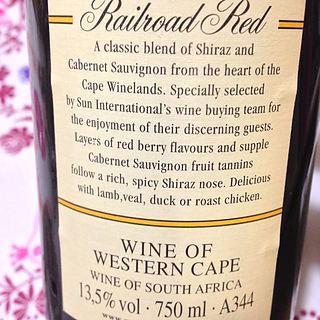 Railroad Red
A classic blend of Shiraz and
Cabernet Sauvignon from the heart of the
Cape Winelands. Specially selected
by Sun International's wine buying team for
the enjoyment of their discerning guests.
Layers of red berry flavours and supple
Cabernet Sauvignon fruit tannins
follow a rich, spicy Shiraz nose. Delicious
with lamb,veal, duck or roast chicken.
WINE OF
WESTERN CAPE
WINE OF SOUTH AFRICA
13,5% vol · 750 ml · A344